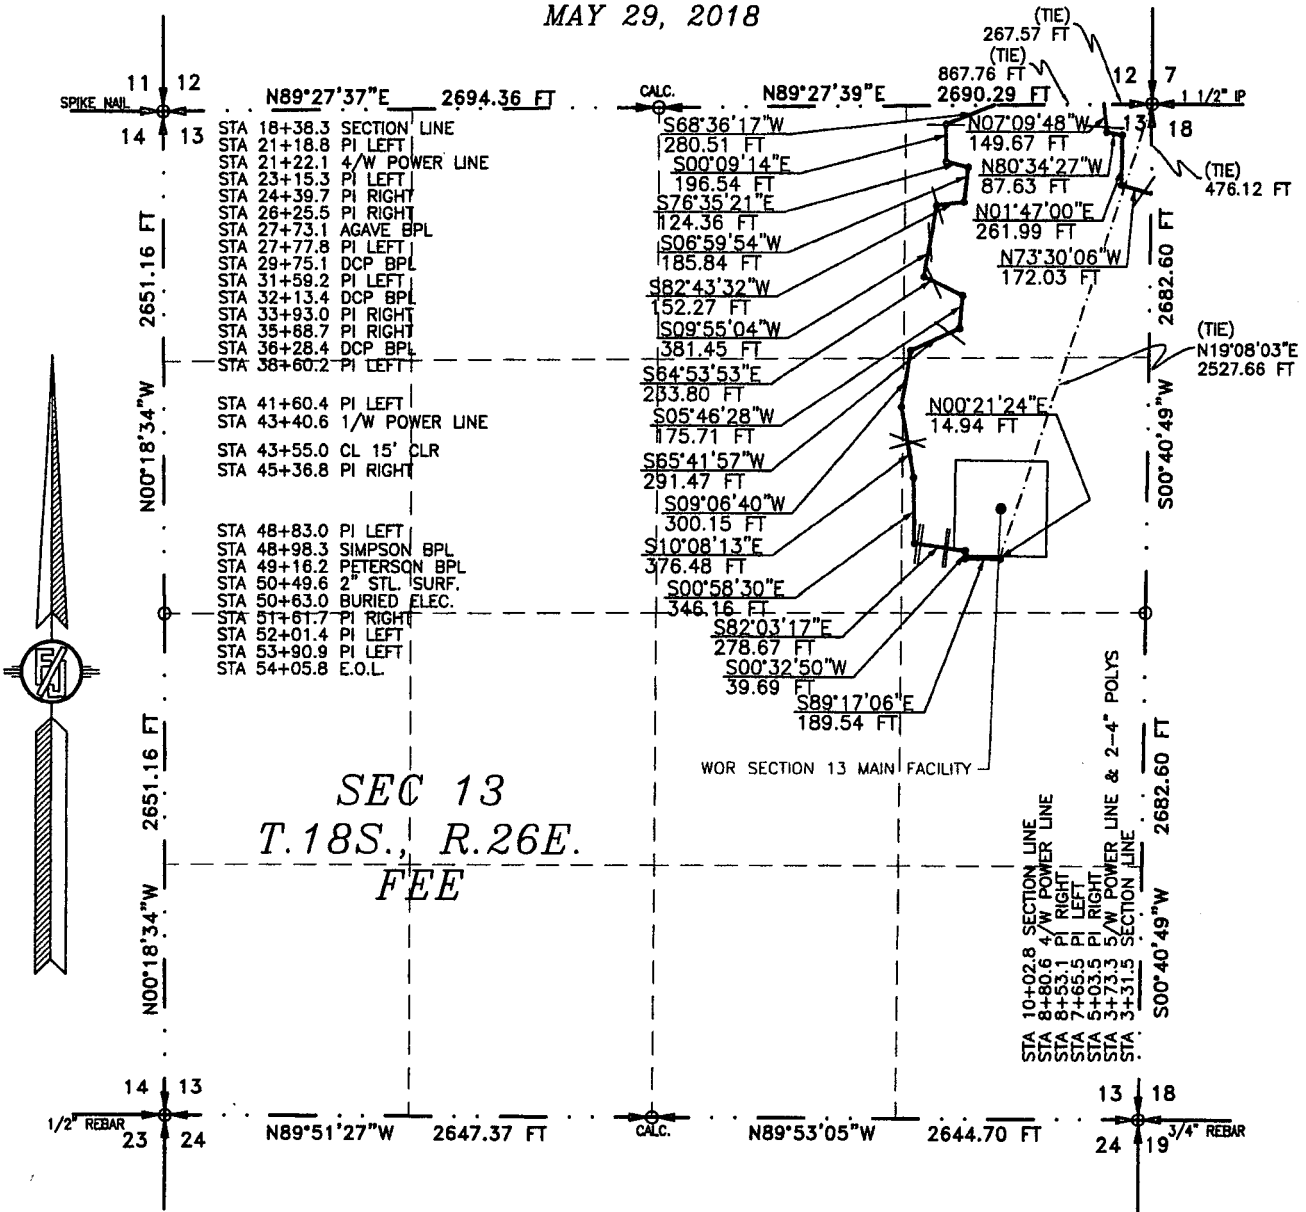 MAY 29, 2018
(TIE)
267.57 FT
(TIE)
867.76 FT
11 12
14 13
SPIKE NAIL
N89°27'37"E 2694.36 FT
CALC.
N89°27'39"E 2690.29 FT
12 7
13 18
1 1/2" IP
(TIE)
476.12 FT
STA 18+38.3 SECTION LINE
STA 21+18.8 PI LEFT
STA 21+22.1 4/W POWER LINE
STA 23+15.3 PI LEFT
STA 24+39.7 PI RIGHT
STA 26+25.5 PI RIGHT
STA 27+73.1 AGAVE BPL
STA 27+77.8 PI LEFT
STA 29+75.1 DCP BPL
STA 31+59.2 PI LEFT
STA 32+13.4 DCP BPL
STA 33+93.0 PI RIGHT
STA 35+68.7 PI RIGHT
STA 36+28.4 DCP BPL
STA 38+60.2 PI LEFT
STA 41+60.4 PI LEFT
STA 43+40.6 1/W POWER LINE
STA 43+55.0 CL 15' CLR
STA 45+36.8 PI RIGHT
STA 48+83.0 PI LEFT
STA 48+98.3 SIMPSON BPL
STA 49+16.2 PETERSON BPL
STA 50+49.6 2" STL. SURF.
STA 50+63.0 BURIED ELEC.
STA 51+61.7 PI RIGHT
STA 52+01.4 PI LEFT
STA 53+90.9 PI LEFT
STA 54+05.8 E.O.L.
S68°36'17"W
280.51 FT
S00°09'14"E
196.54 FT
S76°35'21"E
124.36 FT
S06°59'54"W
185.84 FT
S82°43'32"W
152.27 FT
S09°55'04"W
381.45 FT
S64°53'53"E
233.80 FT
S05°46'28"W
175.71 FT
S65°41'57"W
291.47 FT
S09°06'40"W
300.15 FT
S10°08'13"E
376.48 FT
S00°58'30"E
346.16 FT
S82°03'17"E
278.67 FT
S00°32'50"W
39.69 FT
S89°17'06"E
189.54 FT
N07°09'48"W
149.67 FT
N80°34'27"W
87.63 FT
N01°47'00"E
261.99 FT
N73°30'06"W
172.03 FT
(TIE)
N19°08'03"E
2527.66 FT
N00°21'24"E
14.94 FT
WOR SECTION 13 MAIN FACILITY
2651.16 FT
N00°18'34"W
2651.16 FT
N00°18'34"W
2682.60 FT
S00°40'49"W
2682.60 FT
S00°40'49"W
SEC 13
T.18S., R.26E.
FEE
STA 10+02.8 SECTION LINE
STA 8+80.6 4/W POWER LINE
STA 8+53.1 PI RIGHT
STA 7+65.5 PI LEFT
STA 5+03.5 PI RIGHT
STA 3+73.3 5/W POWER LINE & 2-4" POLYS
STA 3+31.5 SECTION LINE
14 13
23 24
1/2" REBAR
N89°51'27"W 2647.37 FT
CALC.
N89°53'05"W 2644.70 FT
13 18
24 19
3/4" REBAR